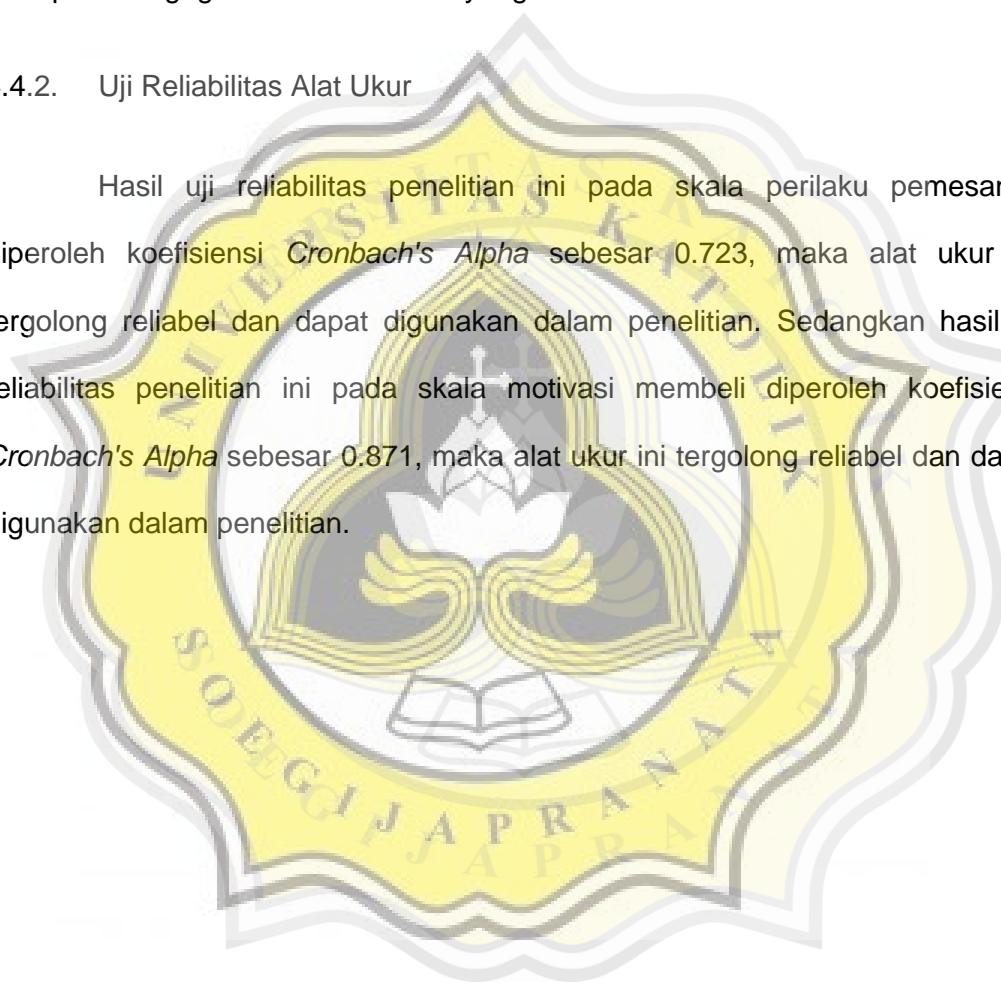 .4.2. Uji Reliabilitas Alat Ukur
Hasil uji reliabilitas penelitian ini pada skala perilaku pemesan
iperoleh koefisiensi Cronbach's Alpha sebesar 0.723, maka alat ukur
ergolong reliabel dan dapat digunakan dalam penelitian. Sedangkan hasil
eliabilitas penelitian ini pada skala motivasi membeli diperoleh koefisie
Cronbach's Alpha sebesar 0.871, maka alat ukur ini tergolong reliabel dan da
igunakan dalam penelitian.
UNIVERSITAS KATOLIK
SOEGIJAPRANATA